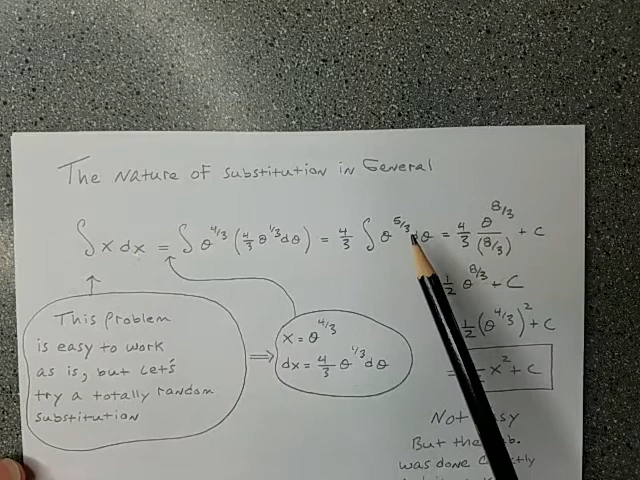 The Nature of Substitution in General
∫ x dx = ∫ θ^4/3 (4/3 θ^1/3 dθ) = 4/3 ∫ θ^5/3 dθ = 4/3 θ^8/3/(8/3) + C
1/2 θ^8/3 + C
1/2 (θ^4/3)^2 + C
= x^2 + C
This Problem
is easy to work
as is, but Let's
try a totally random
substitution
⇒
x = θ^4/3
dx = 4/3 θ^1/3 dθ
Not
But the
was done